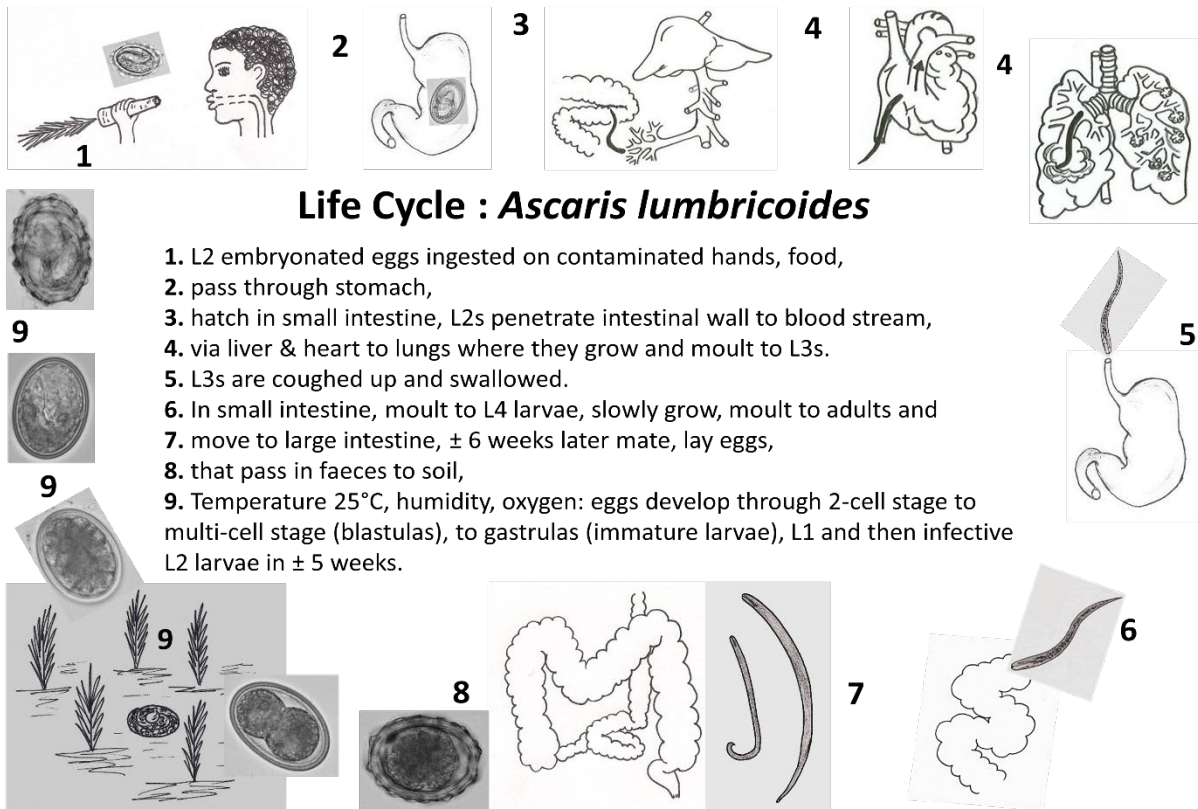 1
2
3
4
4
Life Cycle : Ascaris lumbricoides
1. L2 embryonated eggs ingested on contaminated hands, food,
2. pass through stomach,
3. hatch in small intestine, L2s penetrate intestinal wall to blood stream,
4. via liver & heart to lungs where they grow and moult to L3s.
5. L3s are coughed up and swallowed.
6. In small intestine, moult to L4 larvae, slowly grow, moult to adults and
7. move to large intestine, ± 6 weeks later mate, lay eggs,
8. that pass in faeces to soil,
9. Temperature 25°C, humidity, oxygen: eggs develop through 2-cell stage to
multi-cell stage (blastulas), to gastrulas (immature larvae), L1 and then infective
L2 larvae in ± 5 weeks.
5
6
7
8
9
9
9